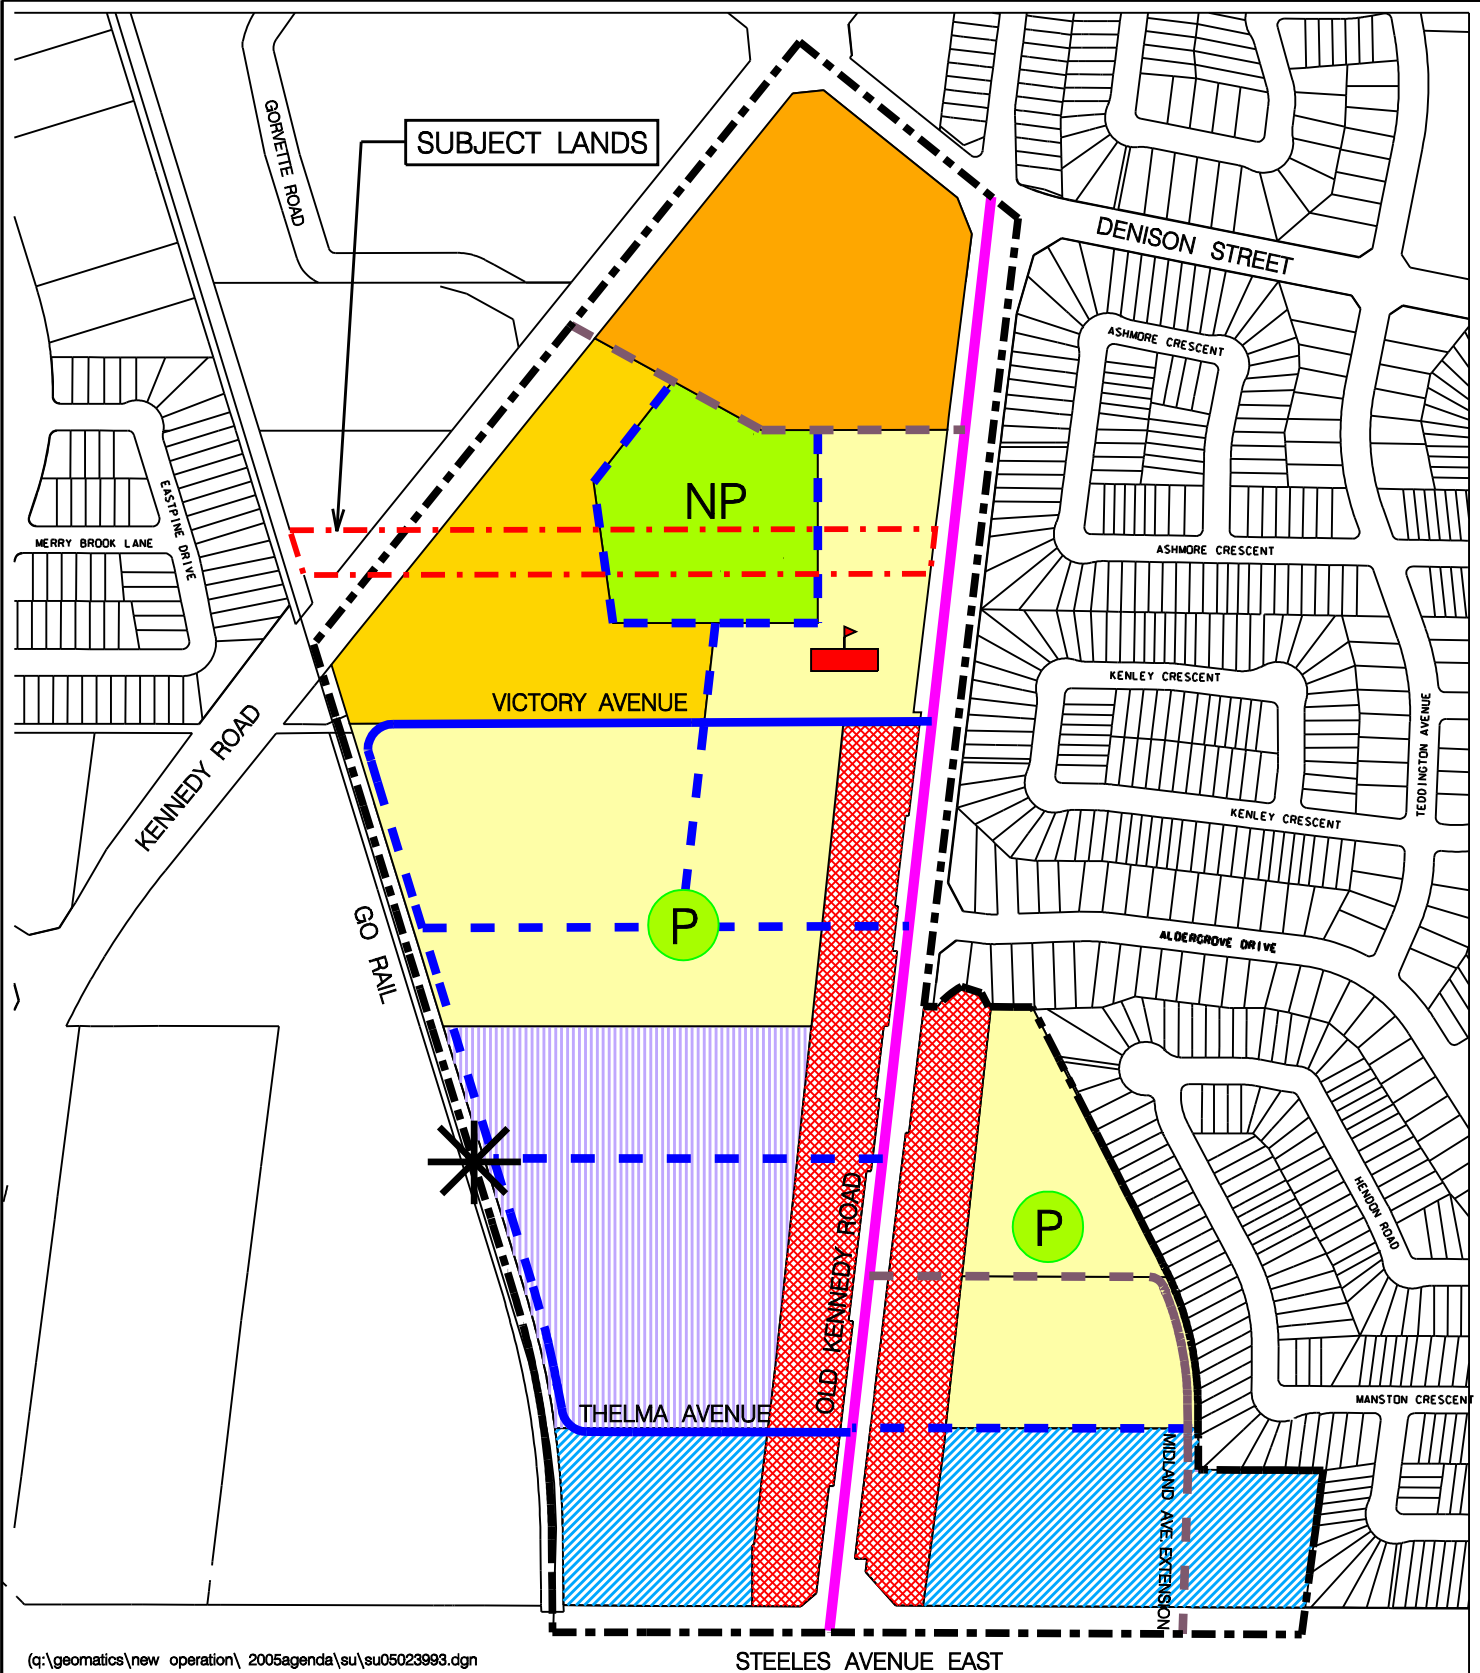 GORVETTE ROAD
SUBJECT LANDS
DENISON STREET
ASHMORE CRESCENT
NP
EASTPINE DRIVE
MERRY BROOK LANE
ASHMORE CRESCENT
KENLEY CRESCENT
VICTORY AVENUE
TEDDINGTON AVENUE
KENNEDY ROAD
KENLEY CRESCENT
GO RAIL
P
ALDERGROVE DRIVE
P
HENDON ROAD
OLD KENNEDY ROAD
THELMA AVENUE
MANSTON CRESCENT
MIDLAND AVE. EXTENSION
(q:\geomatics\new operation\ 2005agenda\su\su05023993.dgn
STEELES AVENUE EAST